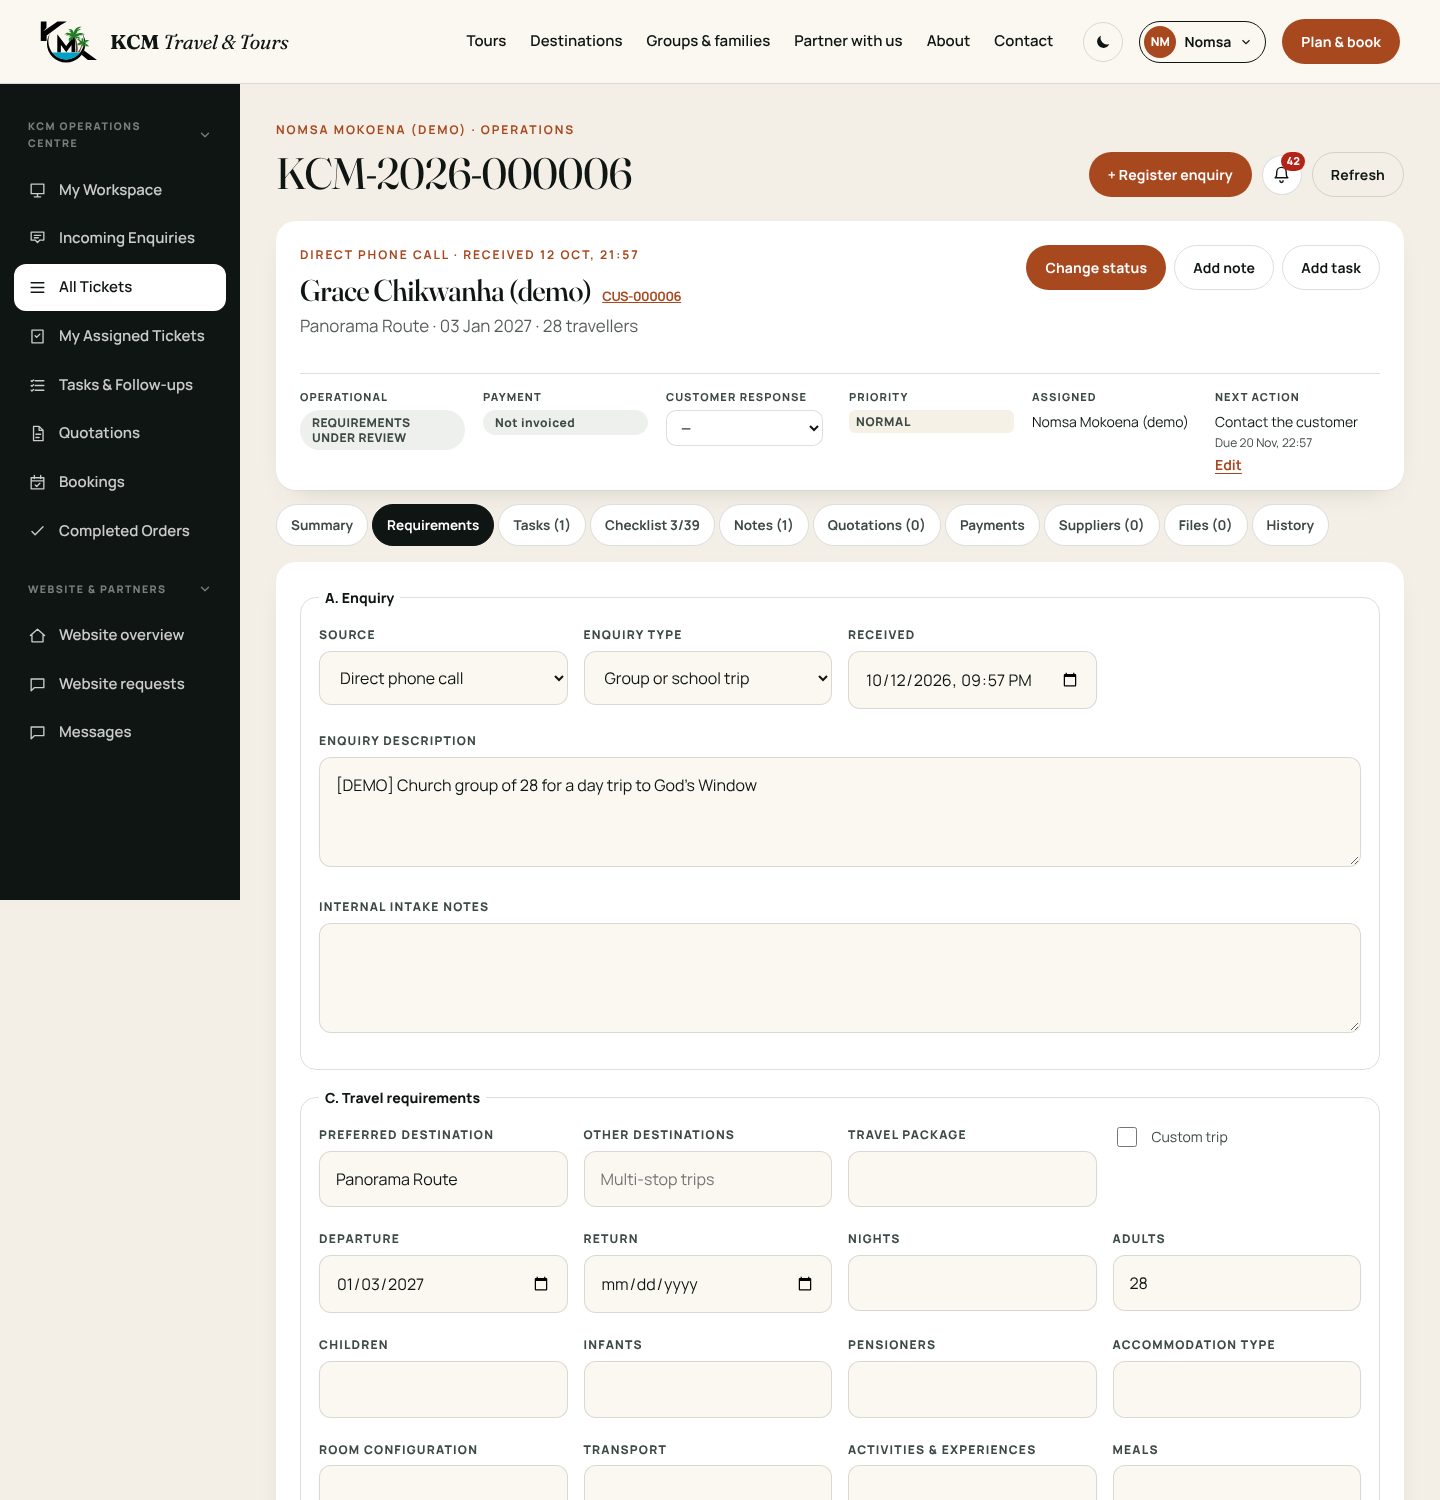 KCM Travel & Tours
Tours
Destinations
Groups & families
Partner with us
About
Contact
NM
Nomsa
Plan & book
KCM OPERATIONS
CENTRE
My Workspace
Incoming Enquiries
All Tickets
My Assigned Tickets
Tasks & Follow-ups
Quotations
Bookings
Completed Orders
WEBSITE & PARTNERS
Website overview
Website requests
Messages
NOMSA MOKOENA (DEMO) · OPERATIONS
KCM-2026-000006
+ Register enquiry
42
Refresh
DIRECT PHONE CALL · RECEIVED 12 OCT, 21:57
Grace Chikwanha (demo) CUS-000006
Panorama Route · 03 Jan 2027 · 28 travellers
Change status
Add note
Add task
OPERATIONAL
REQUIREMENTS
UNDER REVIEW
PAYMENT
Not invoiced
CUSTOMER RESPONSE
—
PRIORITY
NORMAL
ASSIGNED
Nomsa Mokoena (demo)
NEXT ACTION
Contact the customer
Due 20 Nov, 22:57
Edit
Summary
Requirements
Tasks (1)
Checklist 3/39
Notes (1)
Quotations (0)
Payments
Suppliers (0)
Files (0)
History
A. Enquiry
SOURCE
Direct phone call
ENQUIRY TYPE
Group or school trip
RECEIVED
10/12/2026, 09:57 PM
ENQUIRY DESCRIPTION
[DEMO] Church group of 28 for a day trip to God's Window
INTERNAL INTAKE NOTES
C. Travel requirements
PREFERRED DESTINATION
Panorama Route
OTHER DESTINATIONS
Multi-stop trips
TRAVEL PACKAGE
Custom trip
DEPARTURE
01/03/2027
RETURN
mm/dd/yyyy
NIGHTS
ADULTS
28
CHILDREN
INFANTS
PENSIONERS
ACCOMMODATION TYPE
ROOM CONFIGURATION
TRANSPORT
ACTIVITIES & EXPERIENCES
MEALS